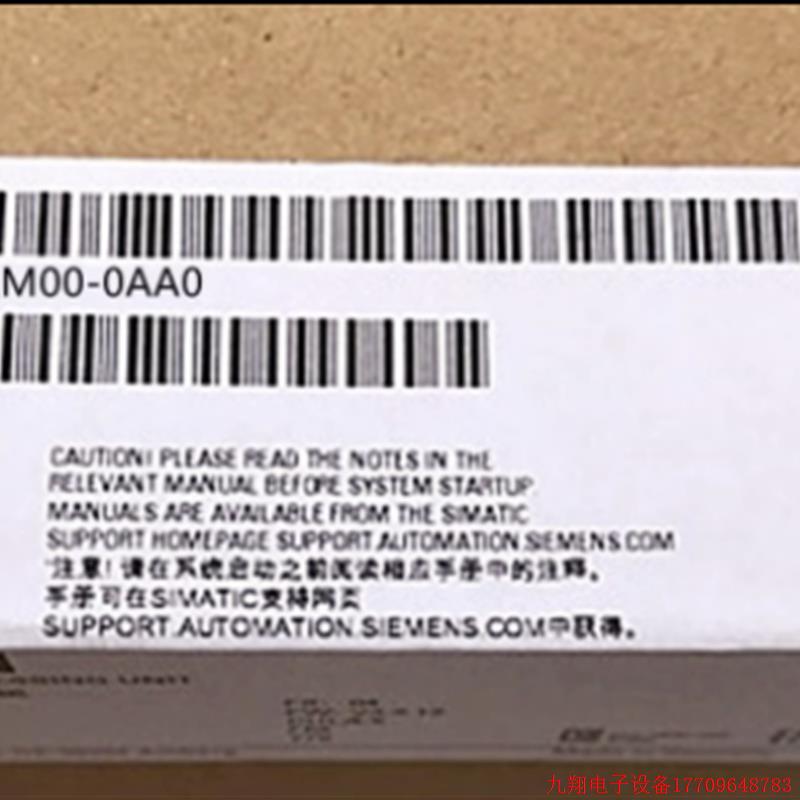 M00-0AA0
CAUTION! PLEASE READ THE NOTES IN THE
RELEVANT MANUAL BEFORE SYSTEM STARTUP.
MANUALS ARE AVAILABLE FROM THE SIMATIC
SUPPORT HOMEPAGE SUPPORT.AUTOMATION.SIEMENS.COM
注意!请在系统启动之前阅读相应手册中的注释。
手册可在SIMATIC支持网页
SUPPORT.AUTOMATION.SIEMENS.COM中获得。
UNIT
九翔电子设备17709648783